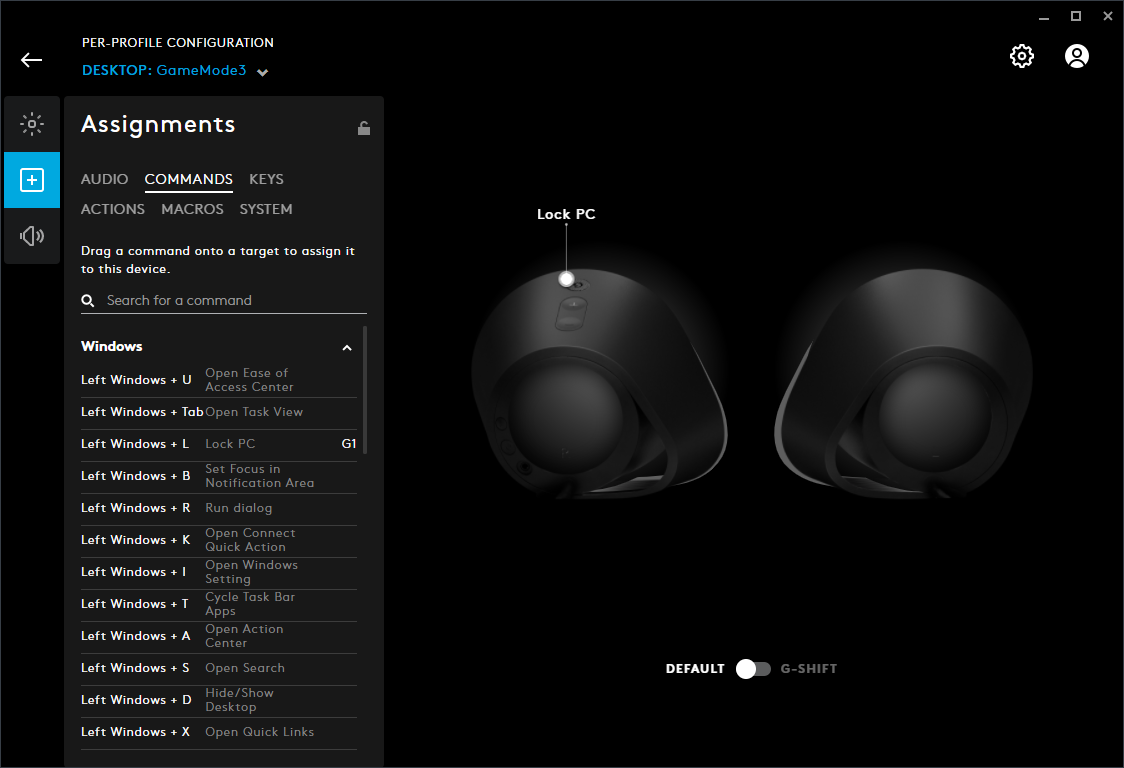 PER-PROFILE CONFIGURATION
DESKTOP: GameMode3
Assignments
AUDIO COMMANDS KEYS
ACTIONS MACROS SYSTEM
Drag a command onto a target to assign it
to this device.
Search for a command
Windows
Left Windows + U Open Ease of
Access Center
Left Windows + Tab Open Task View
Left Windows + L Lock PC G1
Left Windows + B Set Focus in
Notification Area
Left Windows + R Run dialog
Left Windows + K Open Connect
Quick Action
Left Windows + I Open Windows
Setting
Left Windows + T Cycle Task Bar
Apps
Left Windows + A Open Action
Center
Left Windows + S Open Search
Left Windows + D Hide/Show
Desktop
Left Windows + X Open Quick Links
Lock PC
DEFAULT G-SHIFT